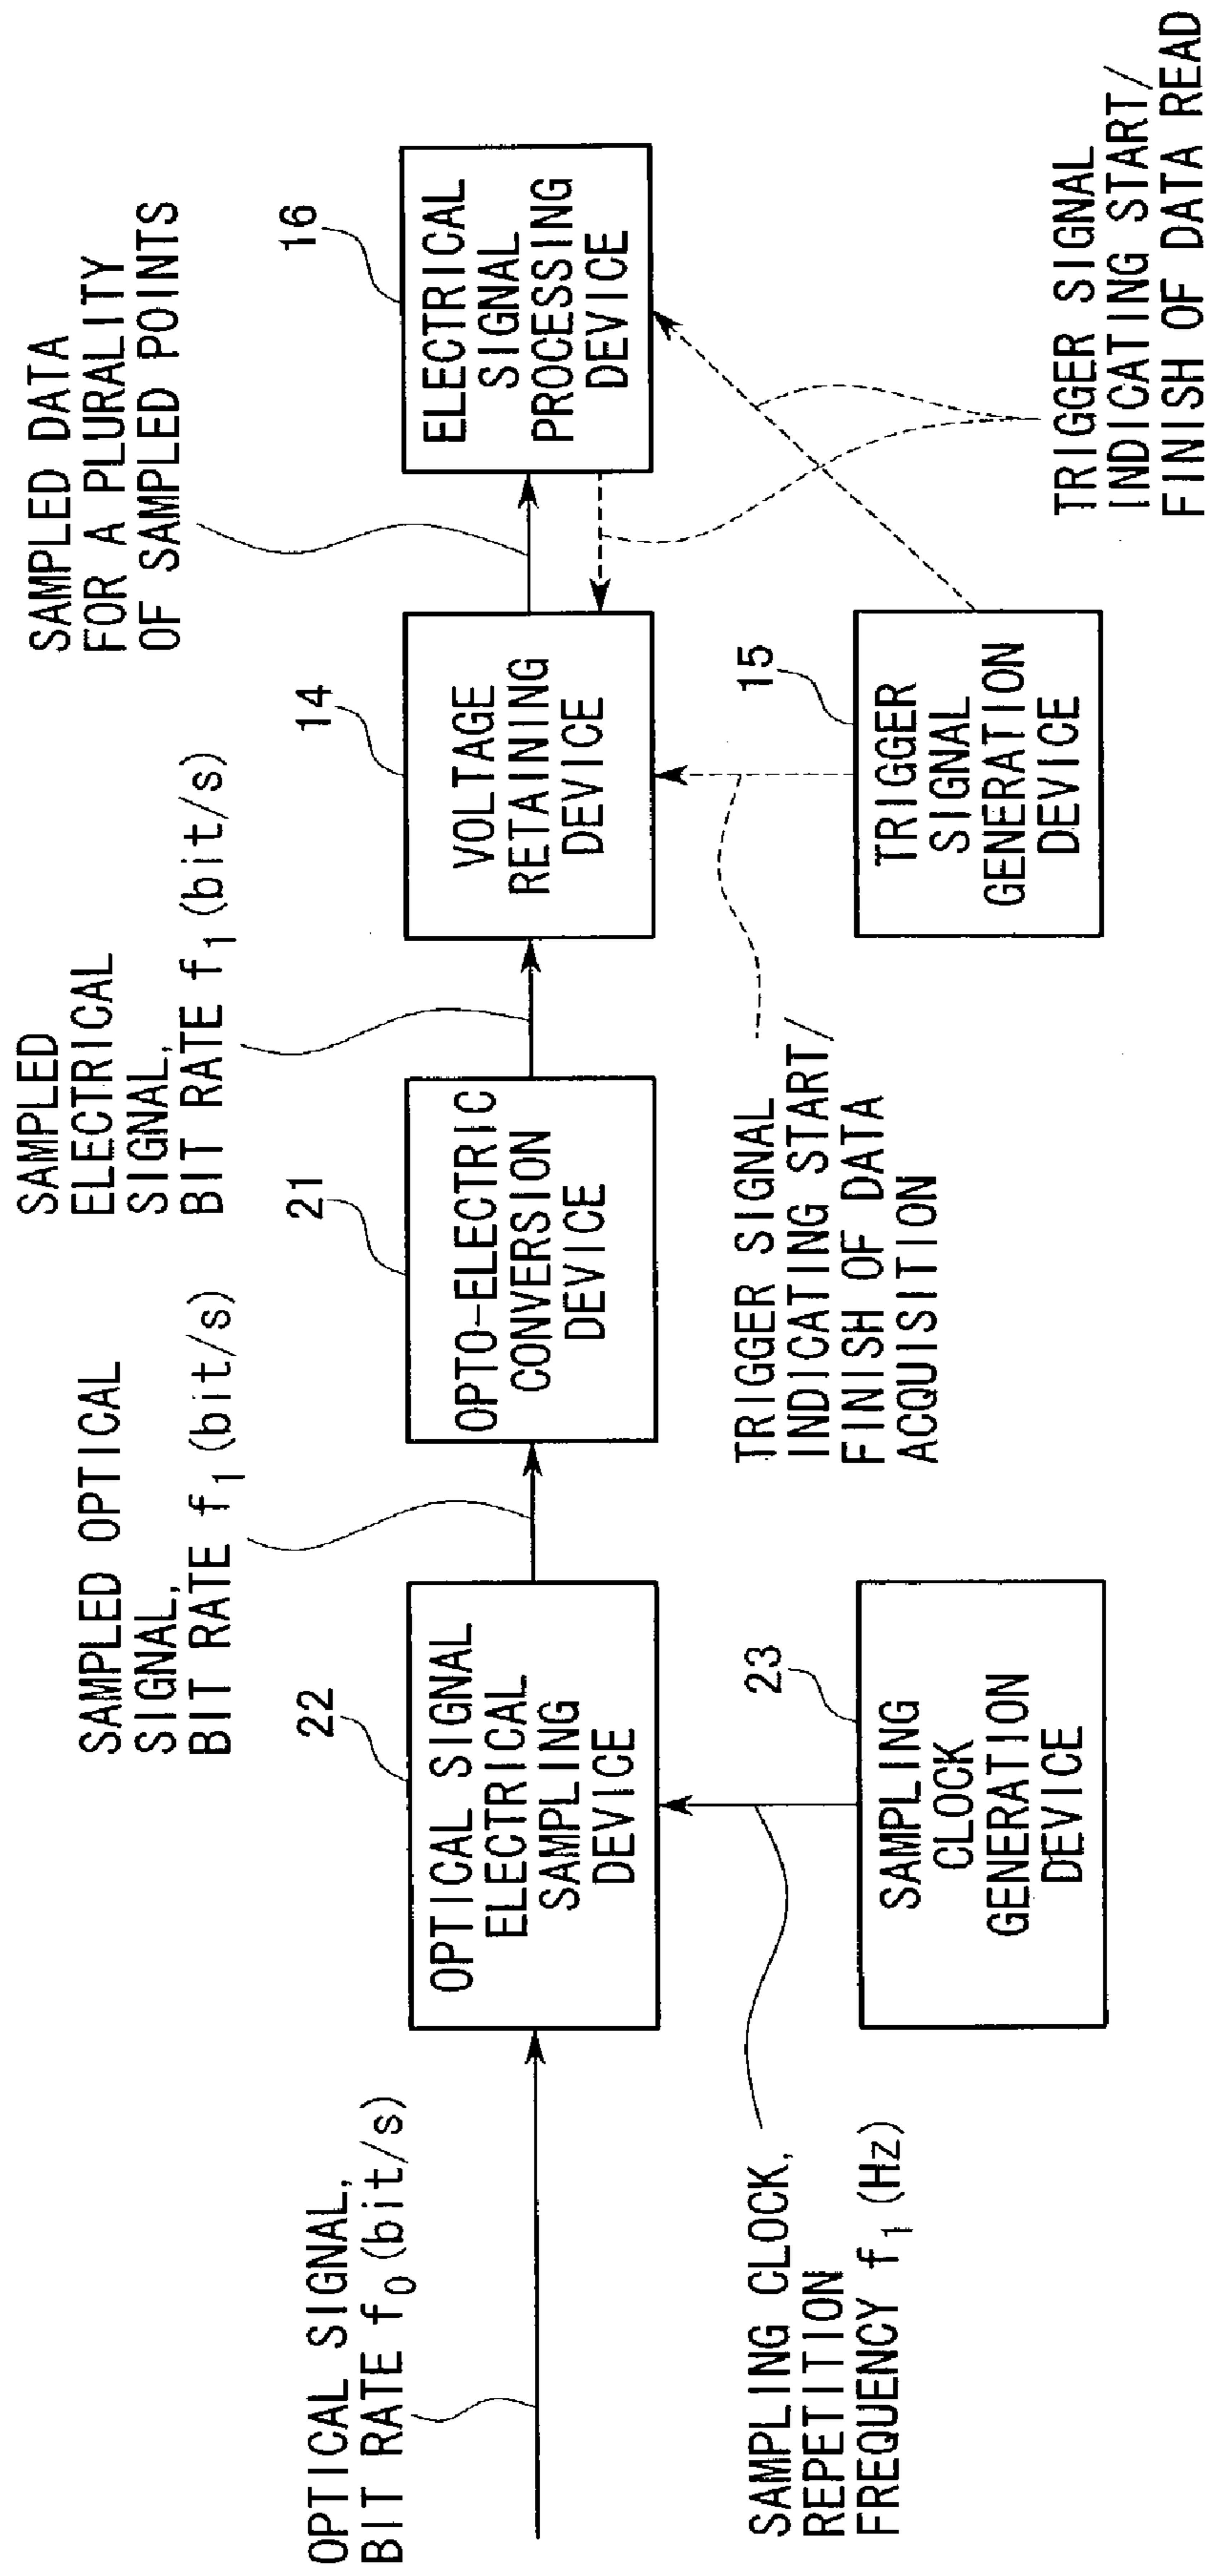 OPTICAL SIGNAL,
BIT RATE f0 (bit/s)
SAMPLED OPTICAL
SIGNAL,
BIT RATE f1 (bit/s)
SAMPLED
ELECTRICAL
SIGNAL,
BIT RATE f1 (bit/s)
SAMPLED DATA
FOR A PLURALITY
OF SAMPLED POINTS
22
OPTICAL SIGNAL
ELECTRICAL
SAMPLING
DEVICE
21
OPTO-ELECTRIC
CONVERSION
DEVICE
14
VOLTAGE
RETAINING
DEVICE
16
ELECTRICAL
SIGNAL
PROCESSING
DEVICE
SAMPLING CLOCK,
REPETITION
FREQUENCY f1 (Hz)
23
SAMPLING
CLOCK
GENERATION
DEVICE
TRIGGER SIGNAL
INDICATING START/
FINISH OF DATA
ACQUISITION
15
TRIGGER
SIGNAL
GENERATION
DEVICE
TRIGGER SIGNAL
INDICATING START/
FINISH OF DATA READ